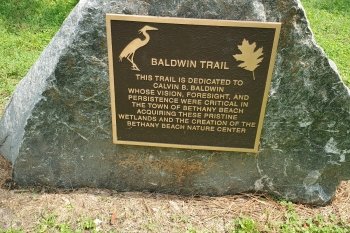 BALDWIN TRAIL
THIS TRAIL IS DEDICATED TO
CALVIN B. BALDWIN
WHOSE VISION, FORESIGHT, AND
PERSISTENCE WERE CRITICAL IN
THE TOWN OF BETHANY BEACH
ACQUIRING THESE PRISTINE
WETLANDS AND THE CREATION OF THE
BETHANY BEACH NATURE CENTER